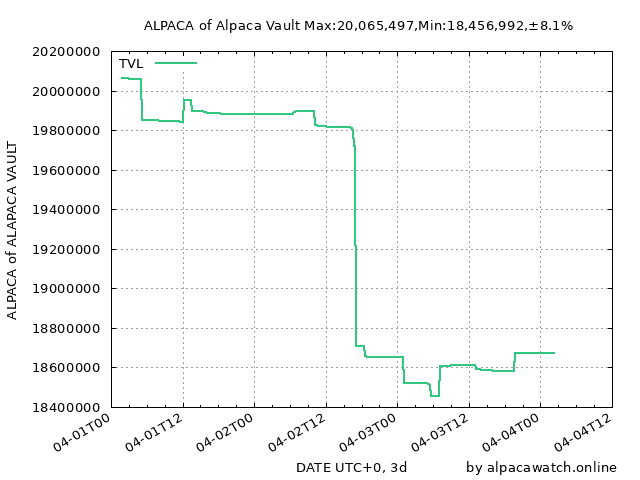 ALPACA of Alpaca Vault Max:20,065,497,Min:18,456,992,±8.1%
TVL
20200000
20000000
19800000
19600000
19400000
19200000
19000000
18800000
18600000
18400000
ALPACA of ALAPACA VAULT
04-01T00
04-01T12
04-02T00
04-02T12
04-03T00
04-03T12
04-04T00
04-04T12
DATE UTC+0, 3d
by alpacawatch.online